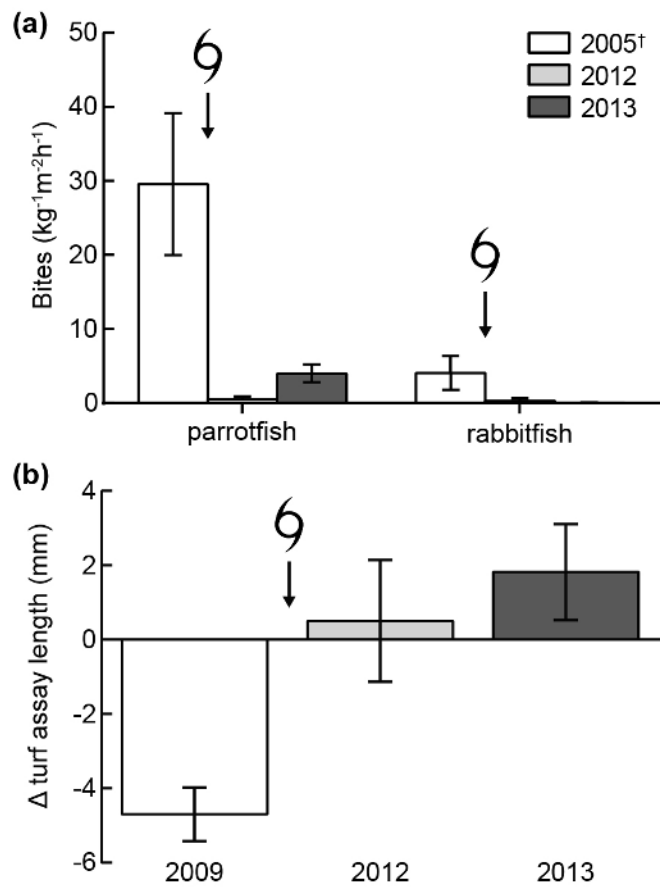 (a)
50
40
30
20
10
0
Bites (kg⁻¹m⁻²h⁻¹)
2005†
2012
2013
parrotfish rabbitfish
(b)
4
2
0
-2
-4
-6
Δ turf assay length (mm)
2009 2012 2013